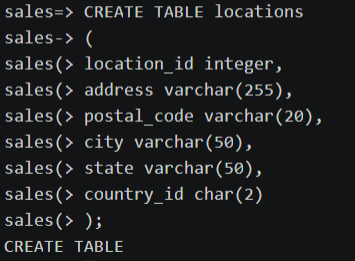 sales=> CREATE TABLE locations
sales-> (
sales(> location_id integer,
sales(> address varchar(255),
sales(> postal_code varchar(20),
sales(> city varchar(50),
sales(> state varchar(50),
sales(> country_id char(2)
sales(> );
CREATE TABLE